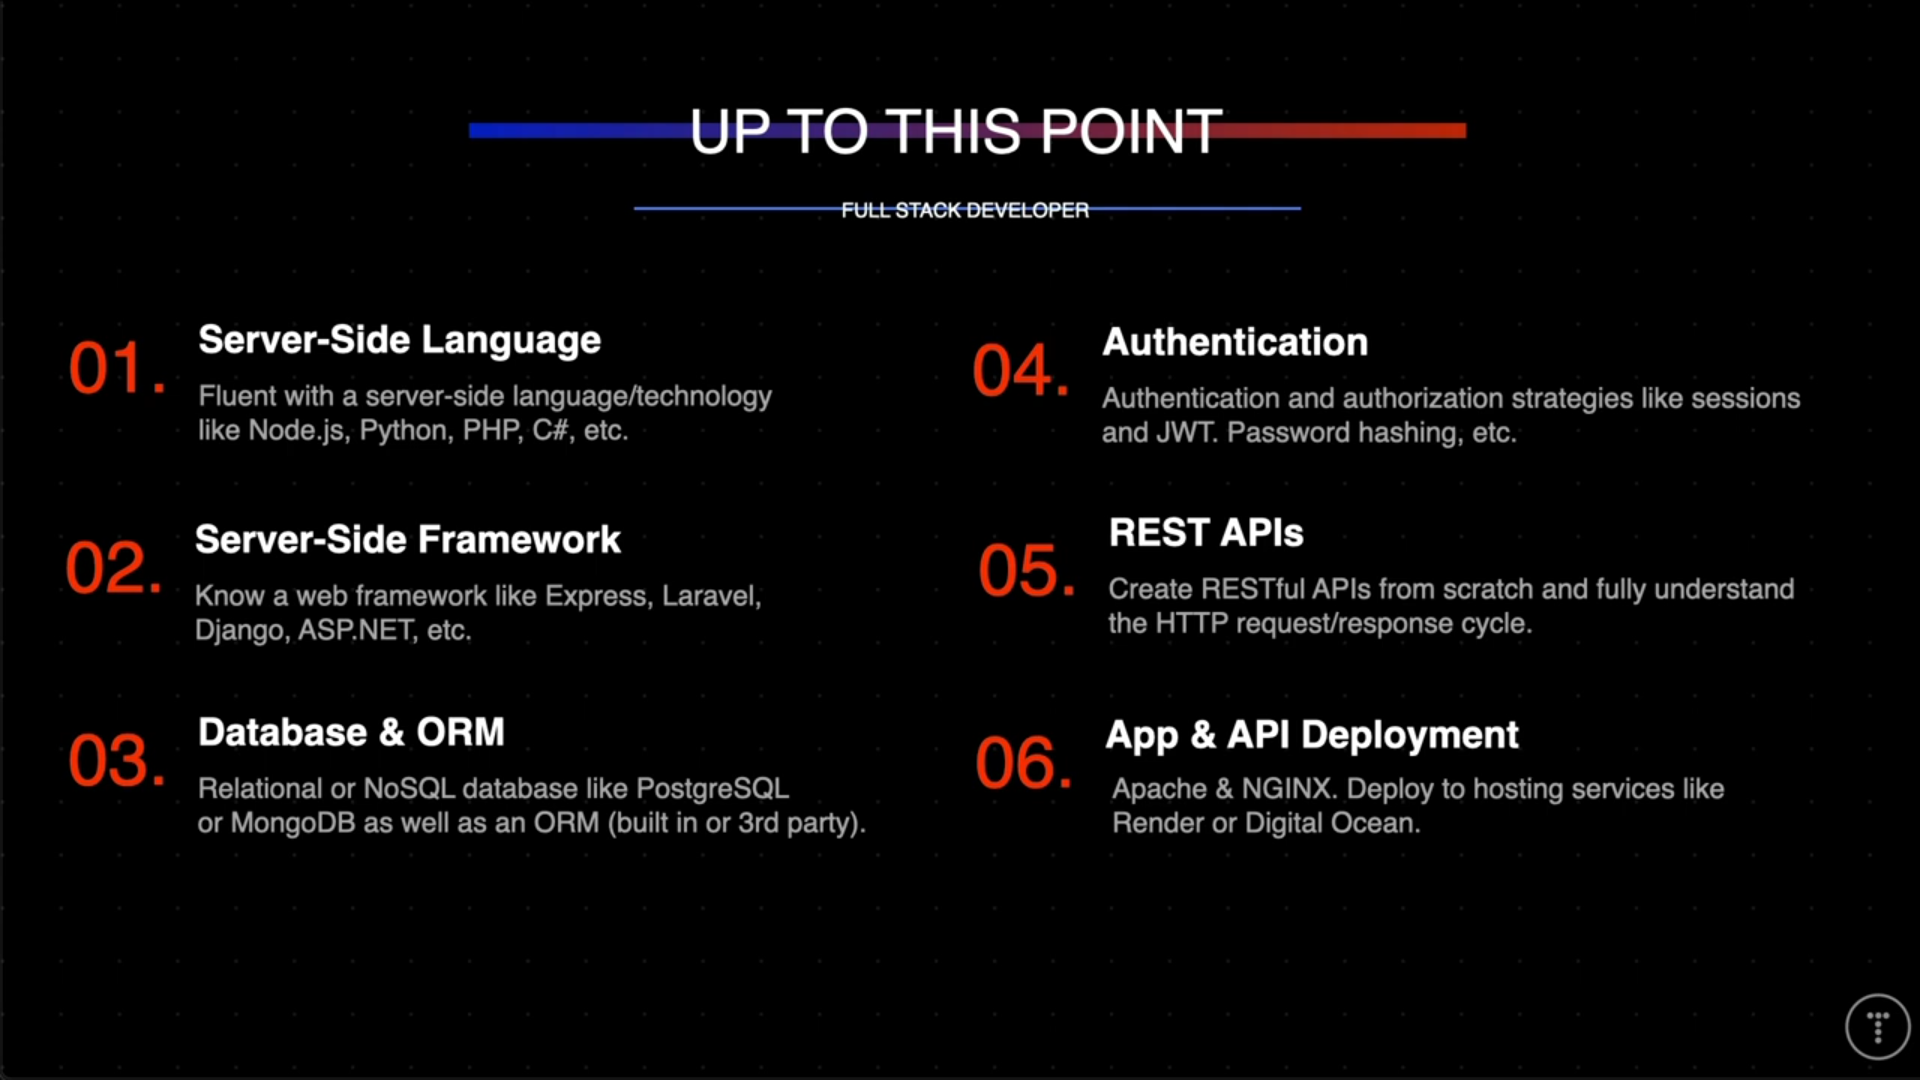 UP TO THIS POINT
FULL STACK DEVELOPER
01.
Server-Side Language
Fluent with a server-side language/technology
like Node.js, Python, PHP, C#, etc.
02.
Server-Side Framework
Know a web framework like Express, Laravel,
Django, ASP.NET, etc.
03.
Database & ORM
Relational or NoSQL database like PostgreSQL
or MongoDB as well as an ORM (built in or 3rd party).
04.
Authentication
Authentication and authorization strategies like sessions
and JWT. Password hashing, etc.
05.
REST APIs
Create RESTful APIs from scratch and fully understand
the HTTP request/response cycle.
06.
App & API Deployment
Apache & NGINX. Deploy to hosting services like
Render or Digital Ocean.
T